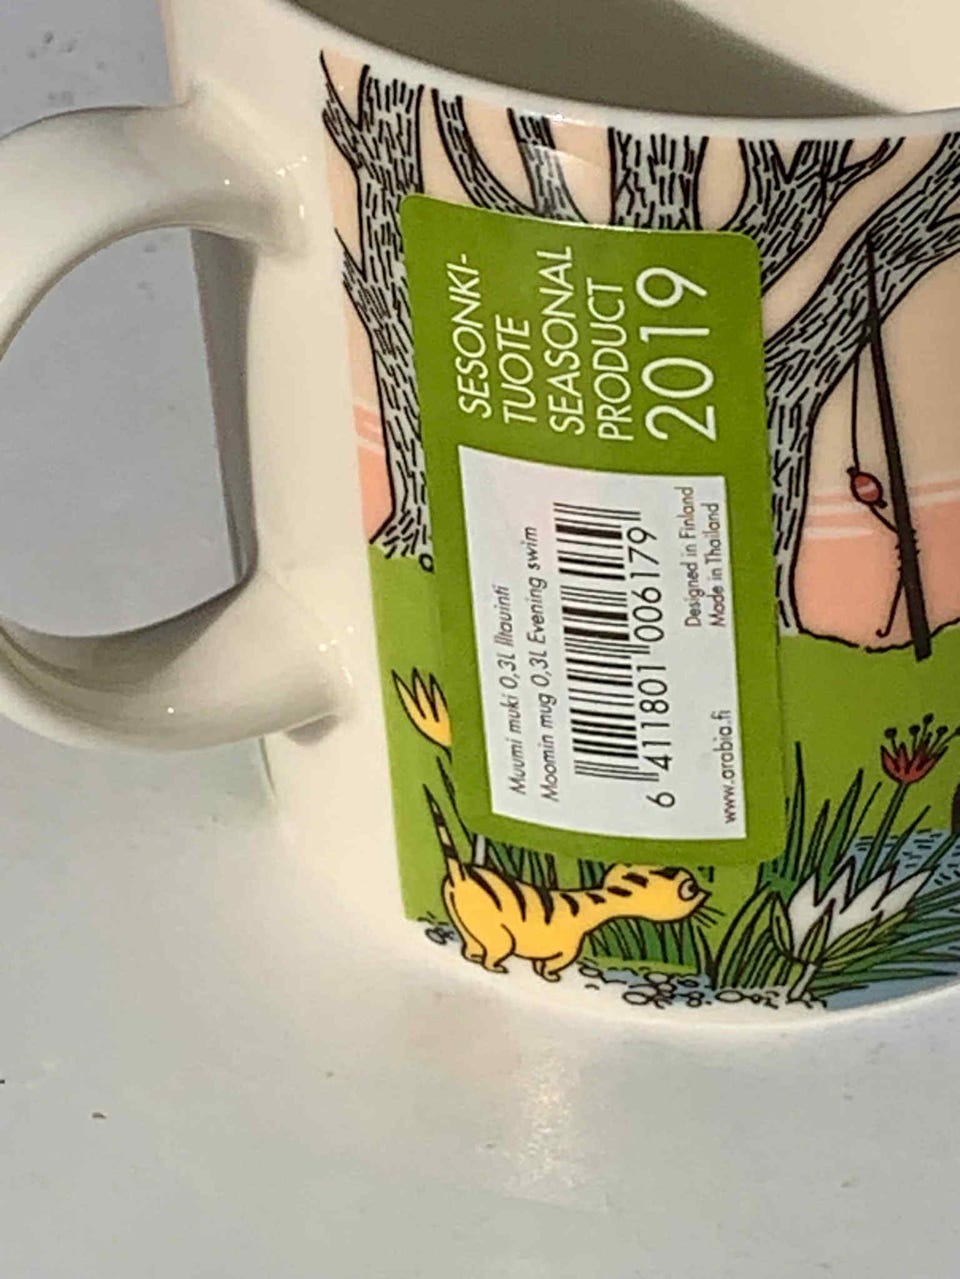 SESONKI-
TUOTE
SEASONAL
PRODUCT
2019
Muumi muki 0,3L Iltauinti
Moomin mug 0,3L Evening swim
6 411801 006179
Designed in Finland
Made in Thailand
www.arabia.fi